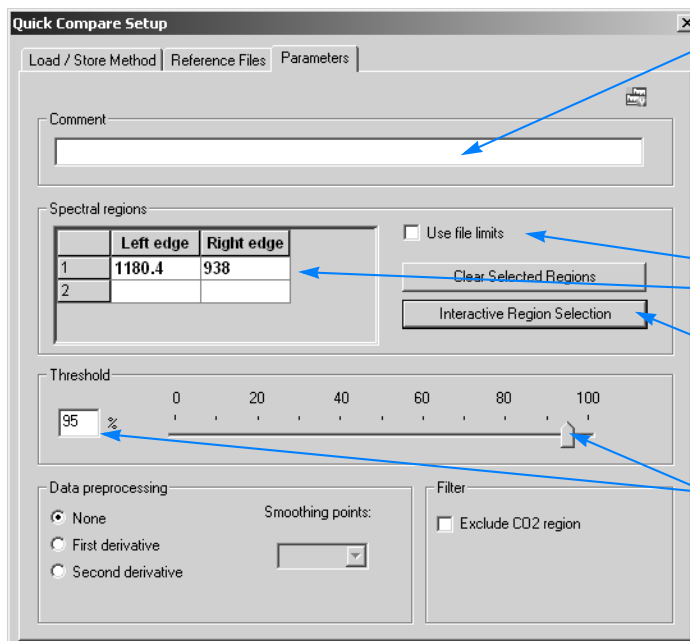 Quick Compare Setup
Load / Store Method Reference Files Parameters
Comment
Spectral regions
Left edge Right edge
1 1180.4 938
2
Use file limits
Clear Selected Regions
Interactive Region Selection
Threshold
0 20 40 60 80 100
95 %
Data preprocessing
None
First derivative
Second derivative
Smoothing points:
Filter
Exclude CO2 region